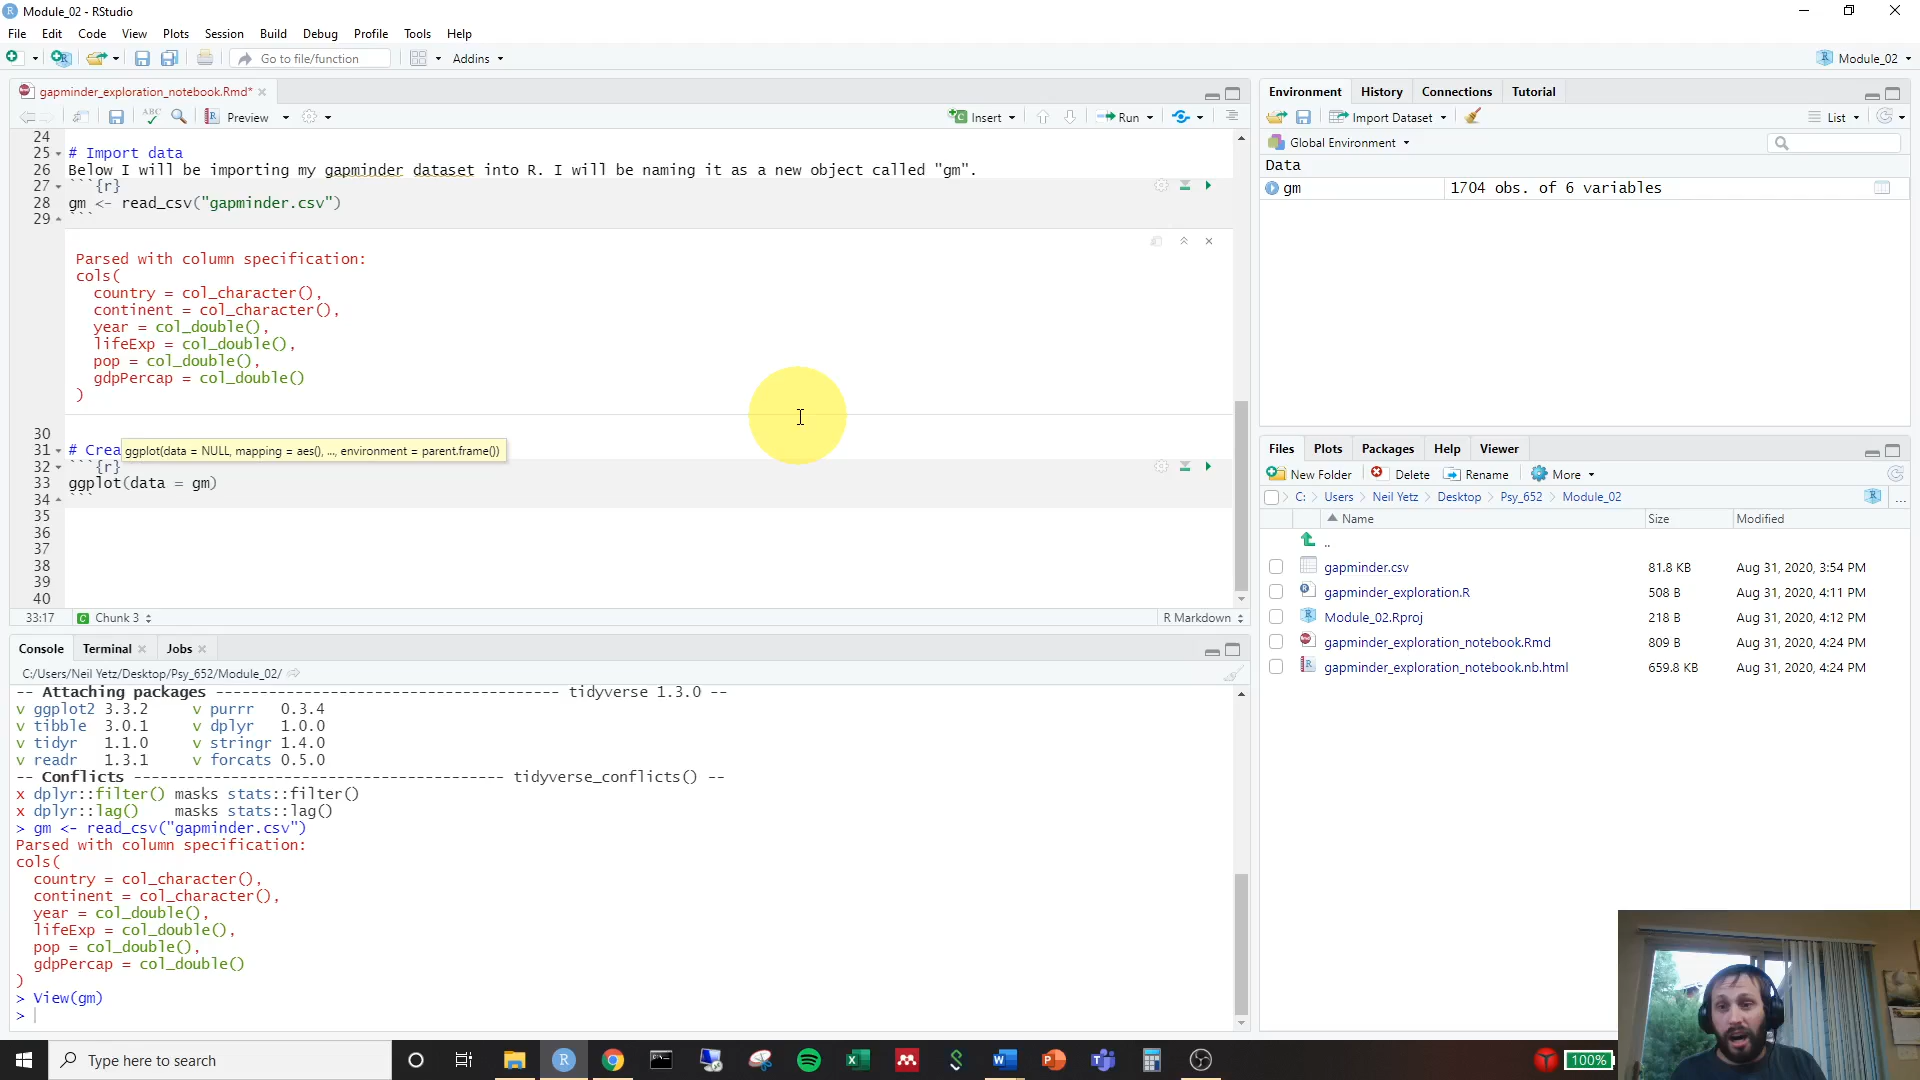 Module_02 - RStudio
File Edit Code View Plots Session Build Debug Profile Tools Help
Go to file/function Addins Module_02
gapminder_exploration_notebook.Rmd*
ABC Preview Insert Run
24
25 # Import data
26 Below I will be importing my gapminder dataset into R. I will be naming it as a new object called "gm".
27 ```{r}
28 gm <- read_csv("gapminder.csv")
29 ```
Parsed with column specification:
cols(
country = col_character(),
continent = col_character(),
year = col_double(),
lifeExp = col_double(),
pop = col_double(),
gdpPercap = col_double()
)
30
31 # Crea
ggplot(data = NULL, mapping = aes(), ..., environment = parent.frame())
32 ```{r}
33 ggplot(data = gm)
34 ```
35
36
37
38
39
40
33:17 Chunk 3 R Markdown
Console Terminal Jobs
C:/Users/Neil Yetz/Desktop/Psy_652/Module_02/
-- Attaching packages ------------------------------------- tidyverse 1.3.0 --
v ggplot2 3.3.2 v purrr 0.3.4
v tibble 3.0.1 v dplyr 1.0.0
v tidyr 1.1.0 v stringr 1.4.0
v readr 1.3.1 v forcats 0.5.0
-- Conflicts ---------------------------------------- tidyverse_conflicts() --
x dplyr::filter() masks stats::filter()
x dplyr::lag() masks stats::lag()
> gm <- read_csv("gapminder.csv")
Parsed with column specification:
cols(
country = col_character(),
continent = col_character(),
year = col_double(),
lifeExp = col_double(),
pop = col_double(),
gdpPercap = col_double()
)
> View(gm)
>
Environment History Connections Tutorial
Import Dataset List
Global Environment
Data
gm 1704 obs. of 6 variables
Files Plots Packages Help Viewer
New Folder Delete Rename More
C: Users Neil Yetz Desktop Psy_652 Module_02 ...
Name Size Modified
..
gapminder.csv 81.8 KB Aug 31, 2020, 3:54 PM
gapminder_exploration.R 508 B Aug 31, 2020, 4:11 PM
Module_02.Rproj 218 B Aug 31, 2020, 4:12 PM
gapminder_exploration_notebook.Rmd 809 B Aug 31, 2020, 4:24 PM
gapminder_exploration_notebook.nb.html 659.8 KB Aug 31, 2020, 4:24 PM
Type here to search
100%